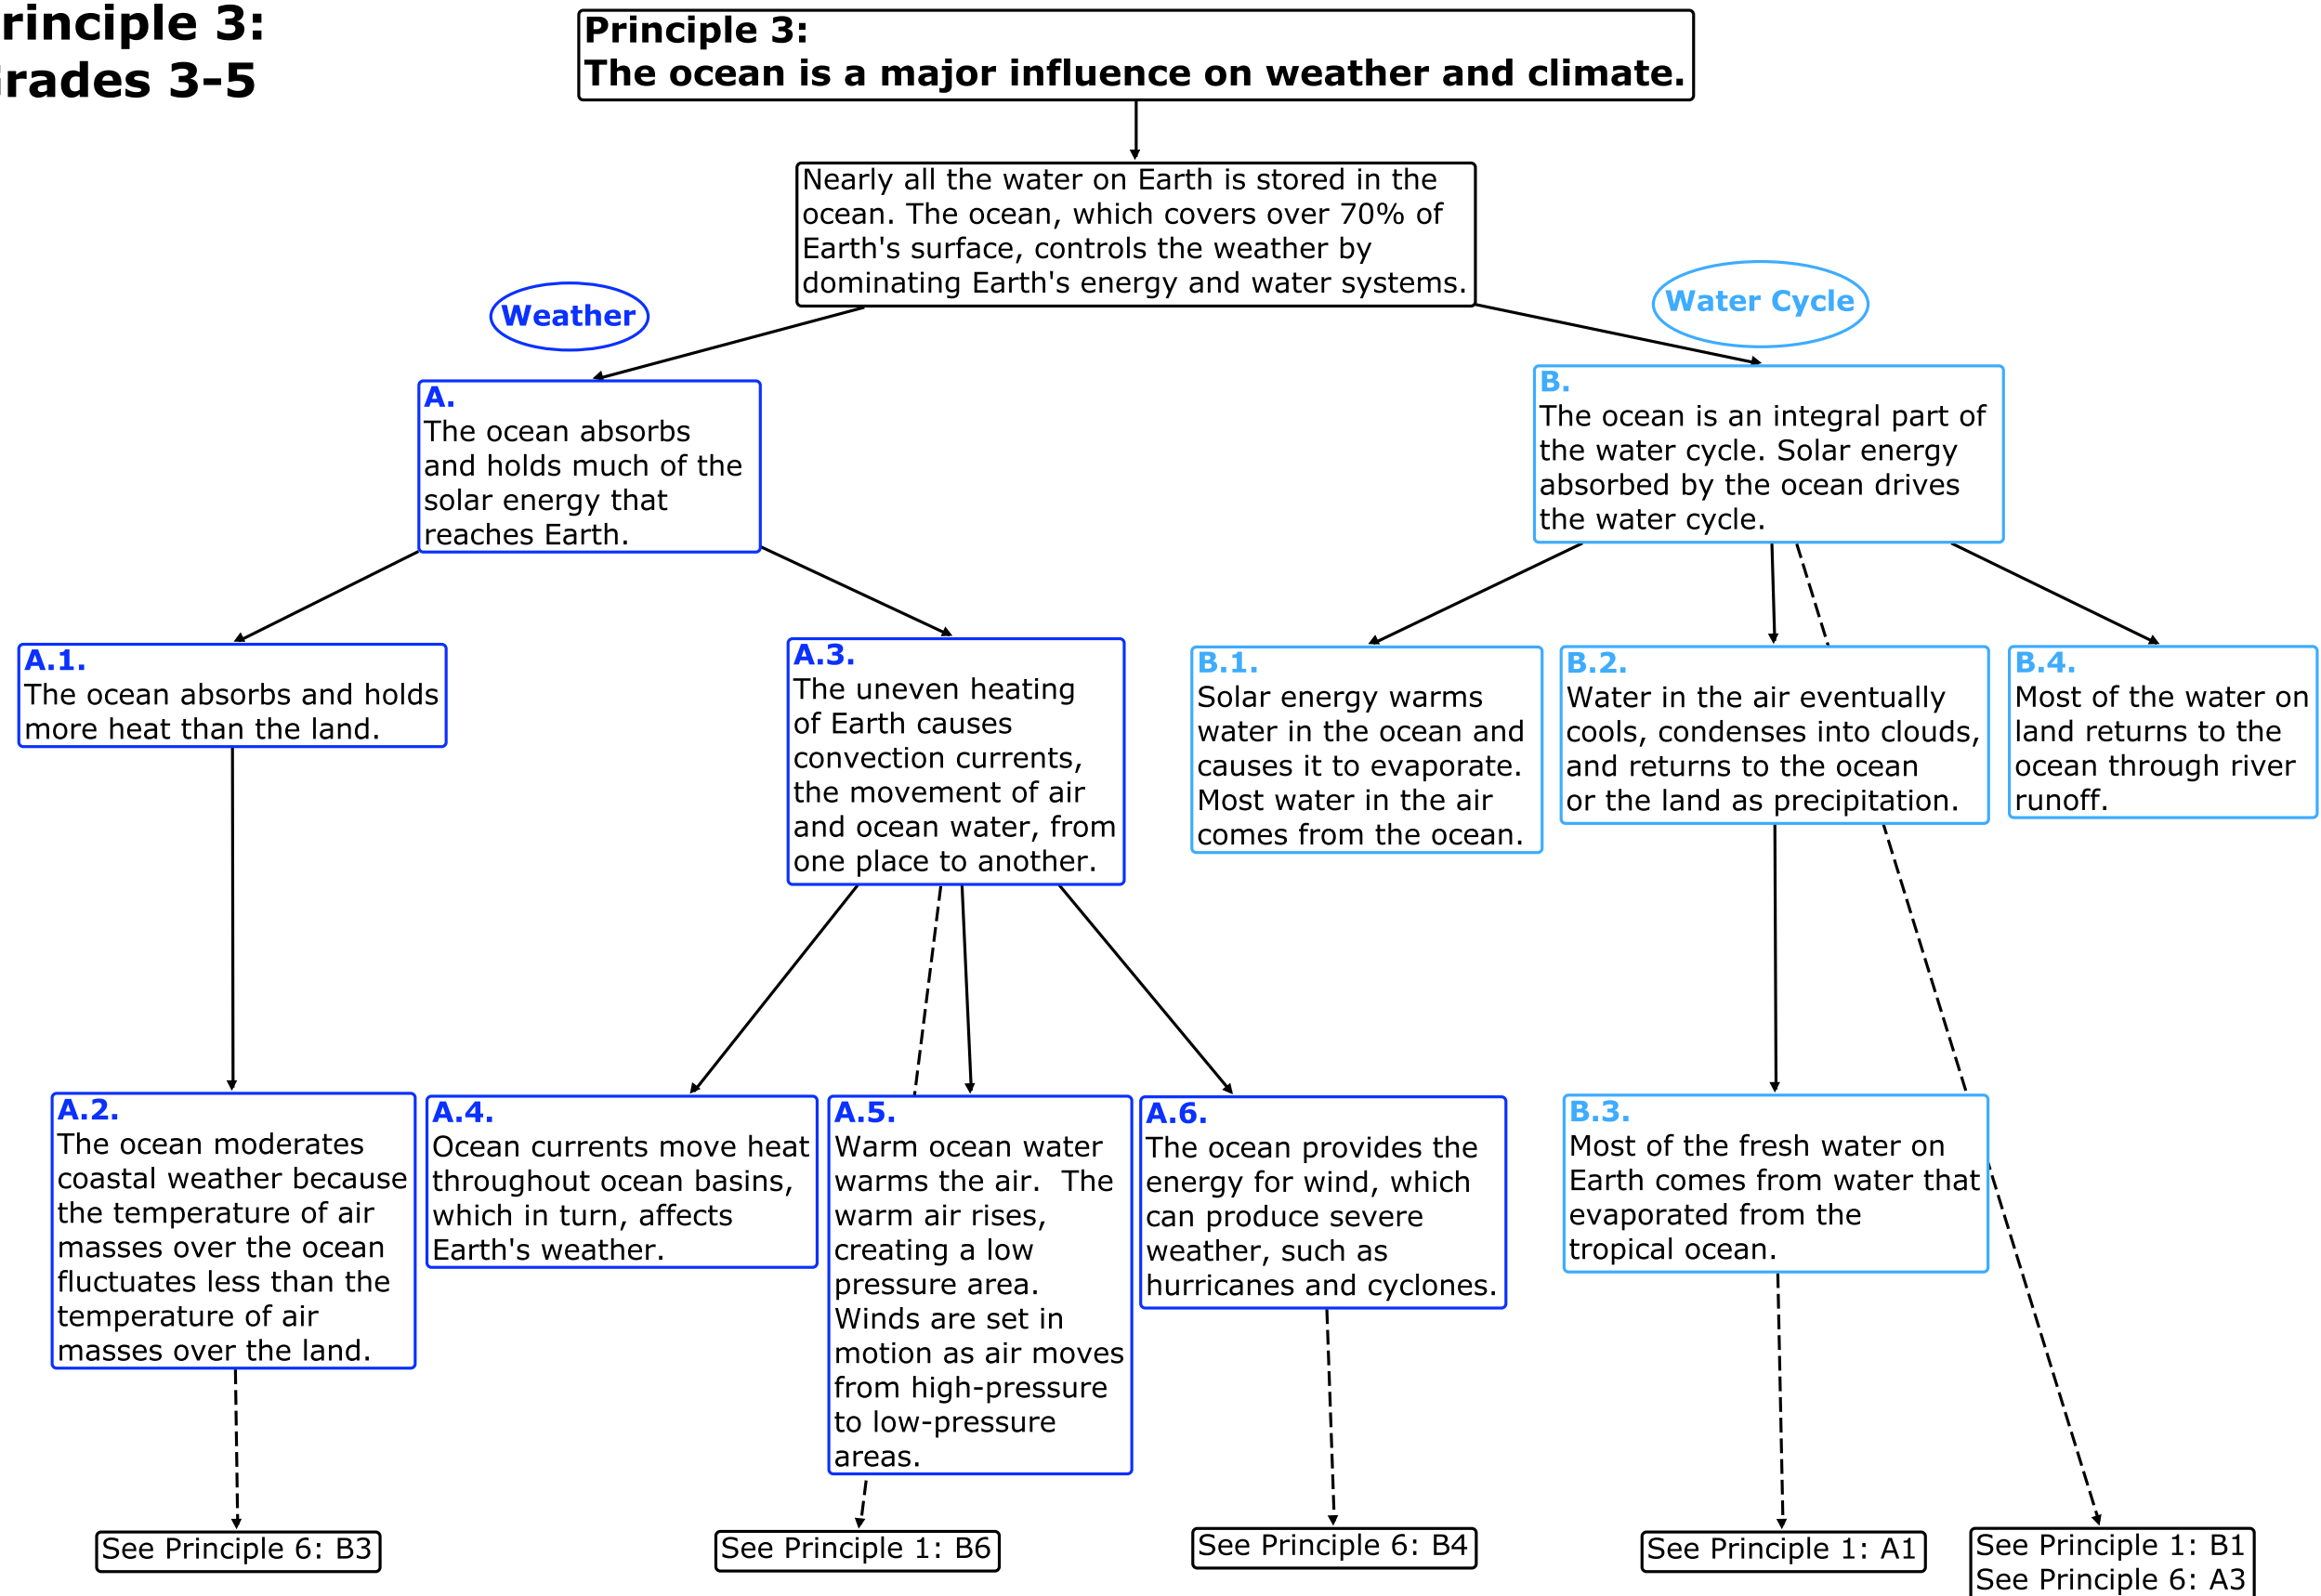 rinciple 3:
rades 3-5
Principle 3:
The ocean is a major influence on weather and climate.
Nearly all the water on Earth is stored in the
ocean. The ocean, which covers over 70% of
Earth's surface, controls the weather by
dominating Earth's energy and water systems.
Weather
Water Cycle
A.
The ocean absorbs
and holds much of the
solar energy that
reaches Earth.
B.
The ocean is an integral part of
the water cycle. Solar energy
absorbed by the ocean drives
the water cycle.
A.1.
The ocean absorbs and holds
more heat than the land.
A.3.
The uneven heating
of Earth causes
convection currents,
the movement of air
and ocean water, from
one place to another.
B.1.
Solar energy warms
water in the ocean and
causes it to evaporate.
Most water in the air
comes from the ocean.
B.2.
Water in the air eventually
cools, condenses into clouds,
and returns to the ocean
or the land as precipitation.
B.4.
Most of the water on
land returns to the
ocean through river
runoff.
A.2.
The ocean moderates
coastal weather because
the temperature of air
masses over the ocean
fluctuates less than the
temperature of air
masses over the land.
A.4.
Ocean currents move heat
throughout ocean basins,
which in turn, affects
Earth's weather.
A.5.
Warm ocean water
warms the air.  The
warm air rises,
creating a low
pressure area.
Winds are set in
motion as air moves
from high-pressure
to low-pressure
areas.
A.6.
The ocean provides the
energy for wind, which
can produce severe
weather, such as
hurricanes and cyclones.
B.3.
Most of the fresh water on
Earth comes from water that
evaporated from the
tropical ocean.
See Principle 6: B3
See Principle 1: B6
See Principle 6: B4
See Principle 1: A1
See Principle 1: B1
See Principle 6: A3